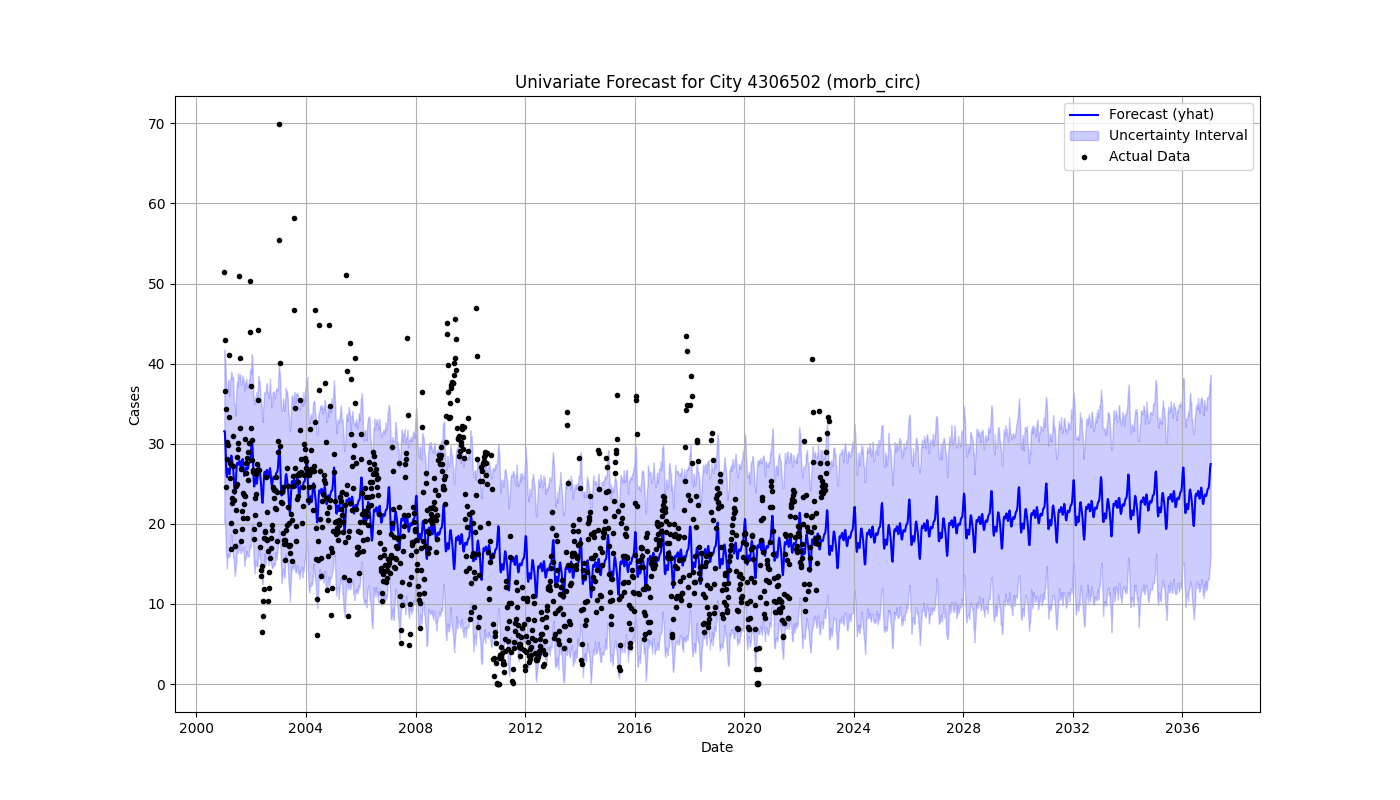 Univariate Forecast for City 4306502 (morb_circ)
Forecast (yhat)
Uncertainty Interval
Actual Data
Cases
70
60
50
40
30
20
10
0
2000 2004 2008 2012 2016 2020 2024 2028 2032 2036
Date